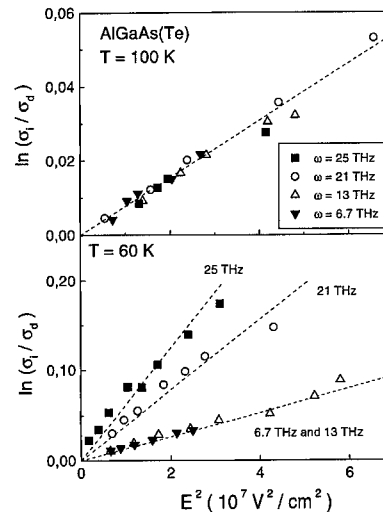 AlGaAs(Te)
T = 100 K
ln (σᵢ / σ_d)
0,06
0,04
0,02
0,00
ω = 25 THz
ω = 21 THz
ω = 13 THz
ω = 6.7 THz
T = 60 K
ln (σᵢ / σ_d)
0,20
0,10
0,00
25 THz
21 THz
6.7 THz and 13 THz
0 2 4 6
E² (10⁷ V² / cm²)